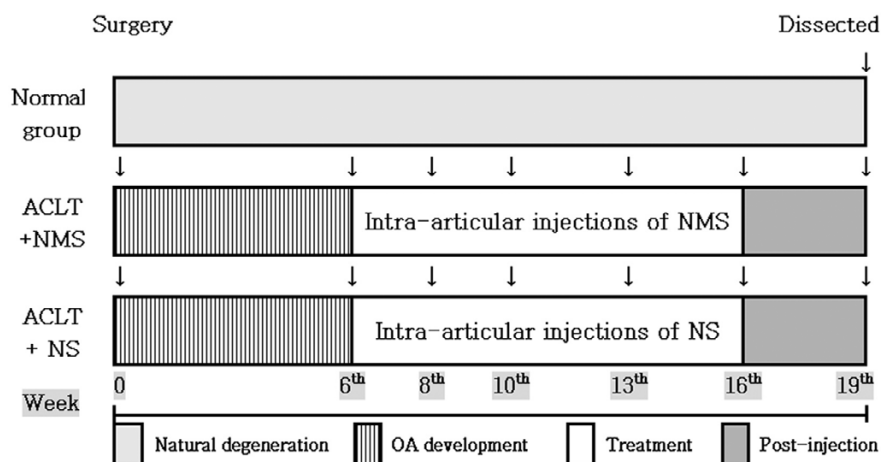 Surgery Dissected
↓
Normal
group
↓ ↓ ↓ ↓ ↓ ↓ ↓
ACLT
+NMS
Intra-articular injections of NMS
↓ ↓ ↓ ↓ ↓ ↓ ↓
ACLT
+ NS
Intra-articular injections of NS
Week
0 6th 8th 10th 13th 16th 19th
Natural degeneration OA development Treatment Post-injection